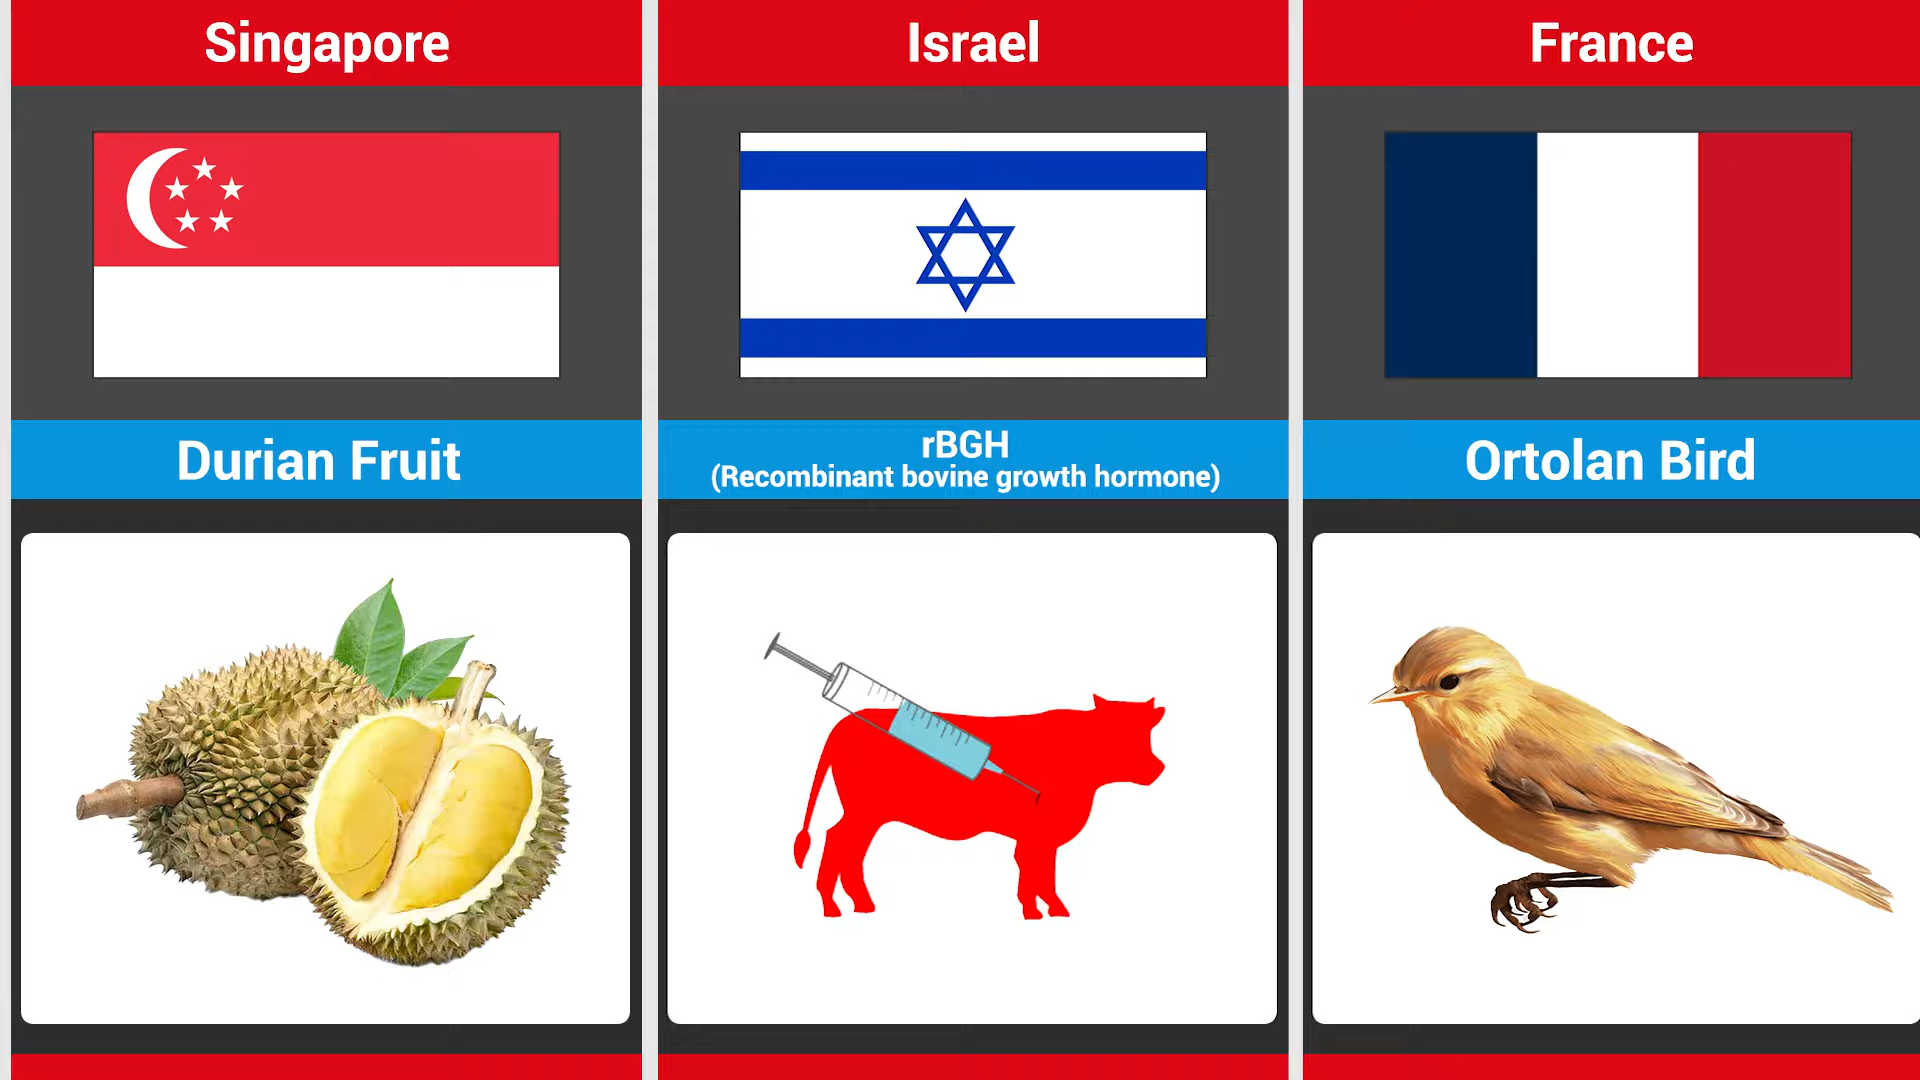 Singapore
Israel
France
Durian Fruit
rBGH
(Recombinant bovine growth hormone)
Ortolan Bird